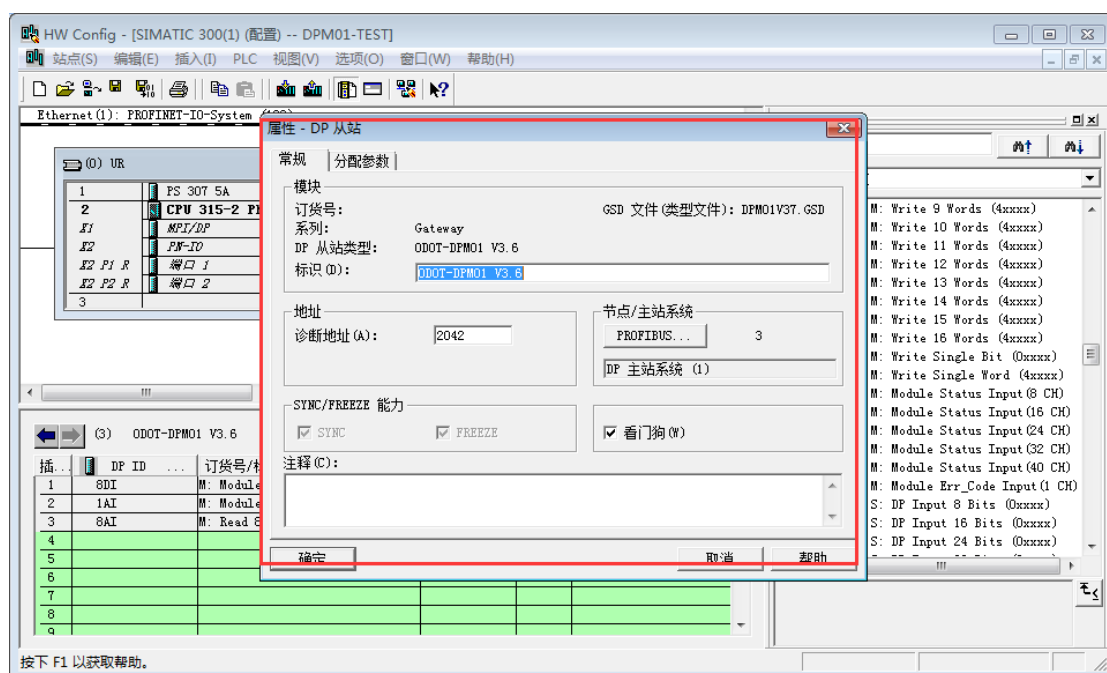 HW Config - [SIMATIC 300(1) (配置) -- DPM01-TEST]
站点(S) 编辑(E) 插入(I) PLC 视图(V) 选项(O) 窗口(W) 帮助(H)
Ethernet(1): PROFINET-IO-System
(0) UR
1 PS 307 5A
2 CPU 315-2 P
X1 MPI/DP
X2 PN-IO
X2 P1 R 端口 1
X2 P2 R 端口 2
3
属性 - DP 从站
常规 分配参数
模块
订货号: GSD 文件(类型文件): DPM01V37.GSD
系列: Gateway
DP 从站类型: ODOT-DPM01 V3.6
标识(D): ODOT-DPM01 V3.6
地址
诊断地址(A): 2042
节点/主站系统
PROFIBUS... 3
DP 主站系统 (1)
SYNC/FREEZE 能力
SYNC FREEZE
看门狗(W)
注释(C):
确定 取消 帮助
M: Write 9 Words (4xxxx)
M: Write 10 Words (4xxxx)
M: Write 11 Words (4xxxx)
M: Write 12 Words (4xxxx)
M: Write 13 Words (4xxxx)
M: Write 14 Words (4xxxx)
M: Write 15 Words (4xxxx)
M: Write 16 Words (4xxxx)
M: Write Single Bit (0xxxx)
M: Write Single Word (4xxxx)
M: Module Status Input(8 CH)
M: Module Status Input(16 CH)
M: Module Status Input(24 CH)
M: Module Status Input(32 CH)
M: Module Status Input(40 CH)
M: Module Err_Code Input(1 CH)
S: DP Input 8 Bits (0xxxx)
S: DP Input 16 Bits (0xxxx)
S: DP Input 24 Bits (0xxxx)
(3) ODOT-DPM01 V3.6
插... DP ID ... 订货号/
1 8DI M: Module
2 1AI M: Module
3 8AI M: Read 8
4
5
6
7
8
9
按下 F1 以获取帮助。